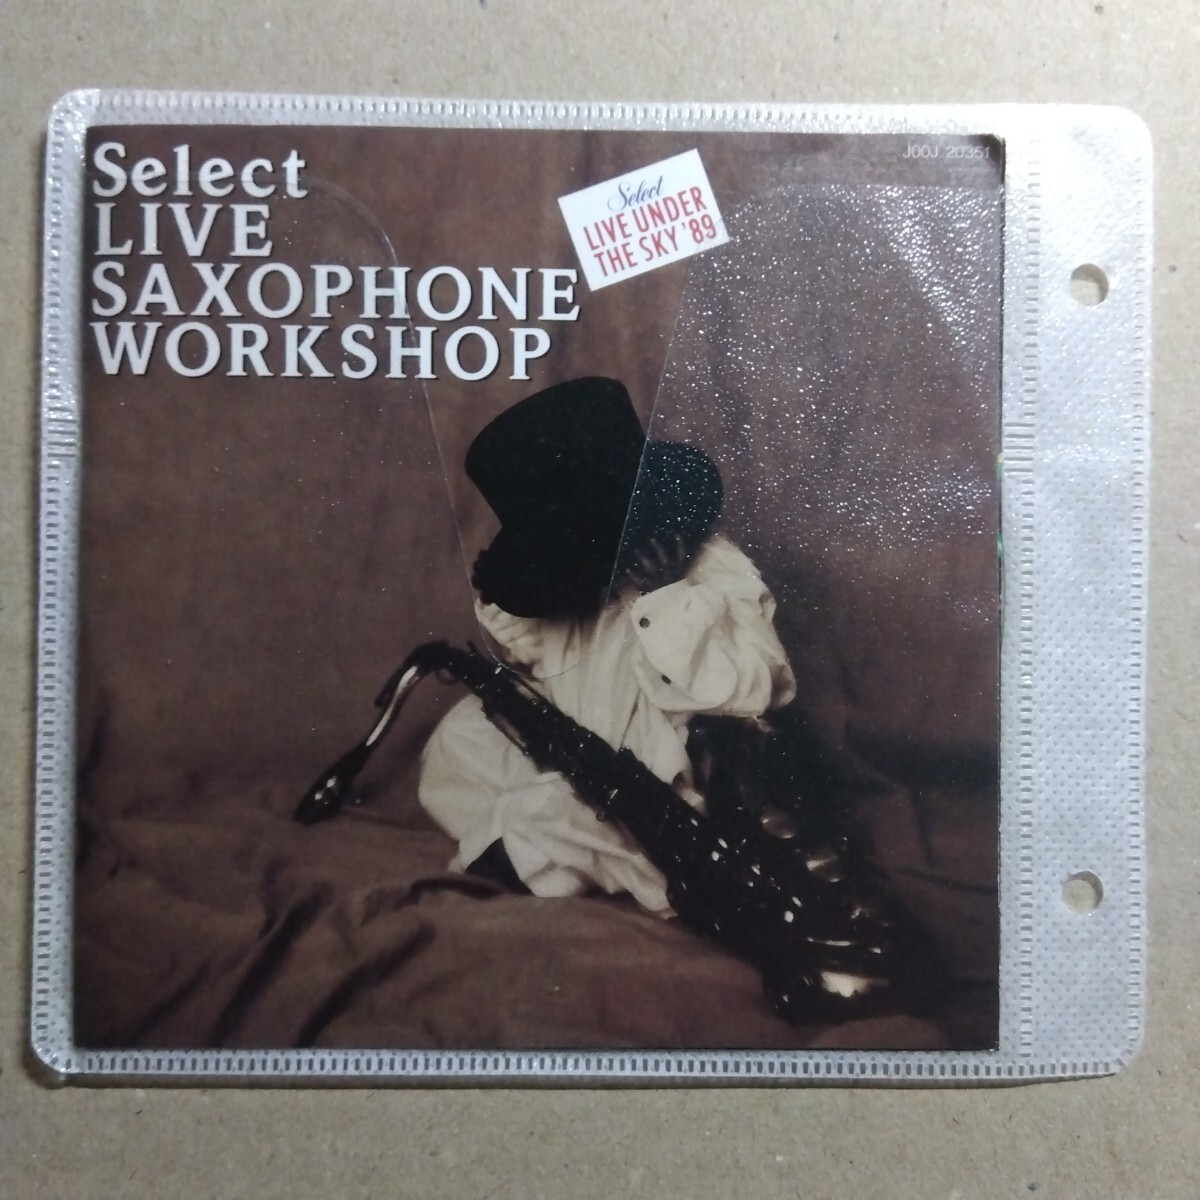 Select
LIVE
SAXOPHONE
WORKSHOP
Select
LIVE UNDER
THE SKY '89
J00J 20351